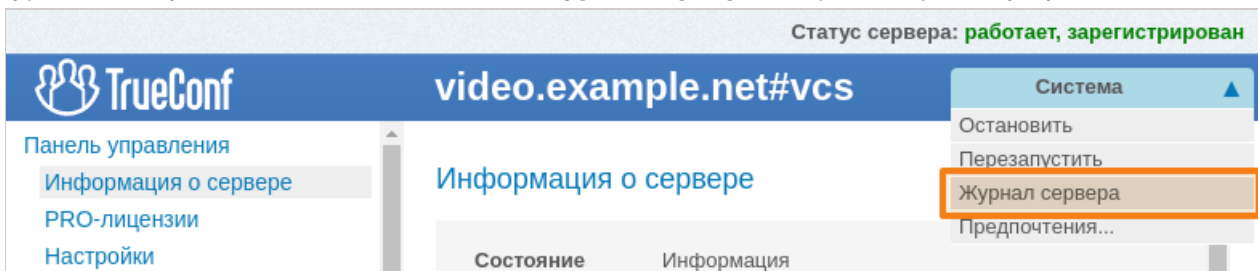 Статус сервера: работает, зарегистрирован
TrueConf
video.example.net#vcs
Система
Остановить
Перезапустить
Журнал сервера
Предпочтения...
Панель управления
Информация о сервере
PRO-лицензии
Настройки
Информация о сервере
Состояние
Информация